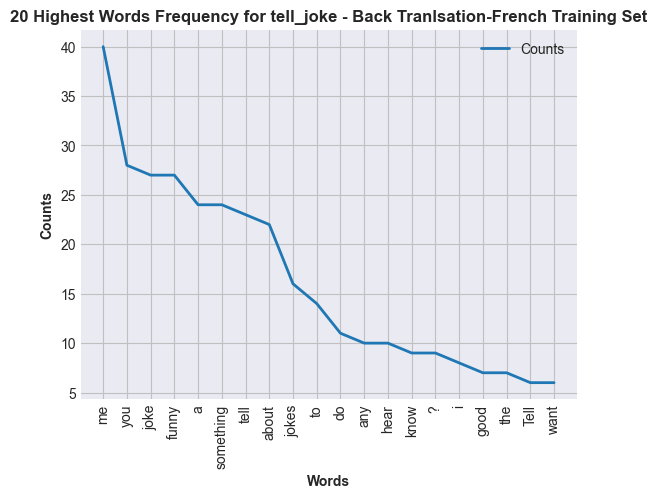 20 Highest Words Frequency for tell_joke - Back Tranlsation-French Training Set
Counts
40
35
30
25
20
15
10
5
Counts
me
you
joke
funny
a
something
tell
about
jokes
to
do
any
hear
know
?
i
good
the
Tell
want
Words